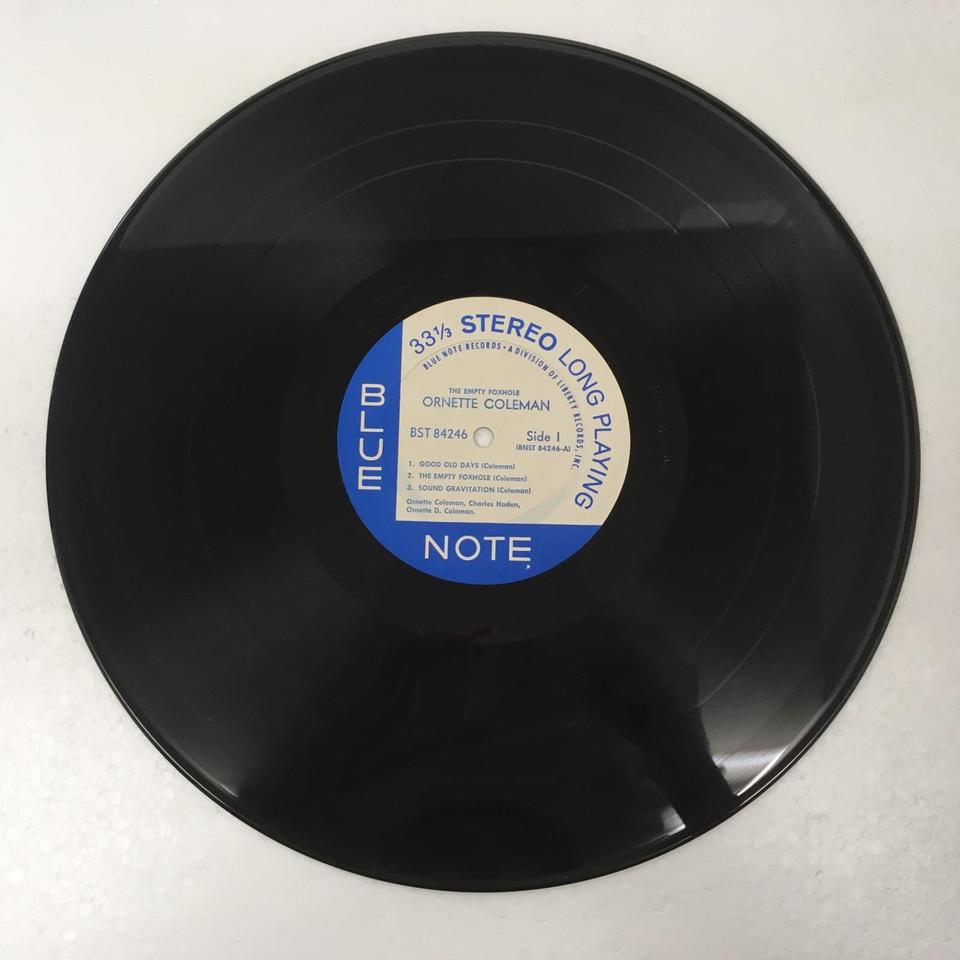 33 1/3 STEREO LONG PLAYING
BLUE NOTE RECORDS • A DIVISION OF LIBERTY RECORDS, INC.
THE EMPTY FOXHOLE
ORNETTE COLEMAN
BST 84246
Side 1
(BNST 84246-A)
1. GOOD OLD DAYS (Coleman)
2. THE EMPTY FOXHOLE (Coleman)
3. SOUND GRAVITATION (Coleman)
Ornette Coleman, Charles Haden,
Ornette D. Coleman.
BLUE
NOTE